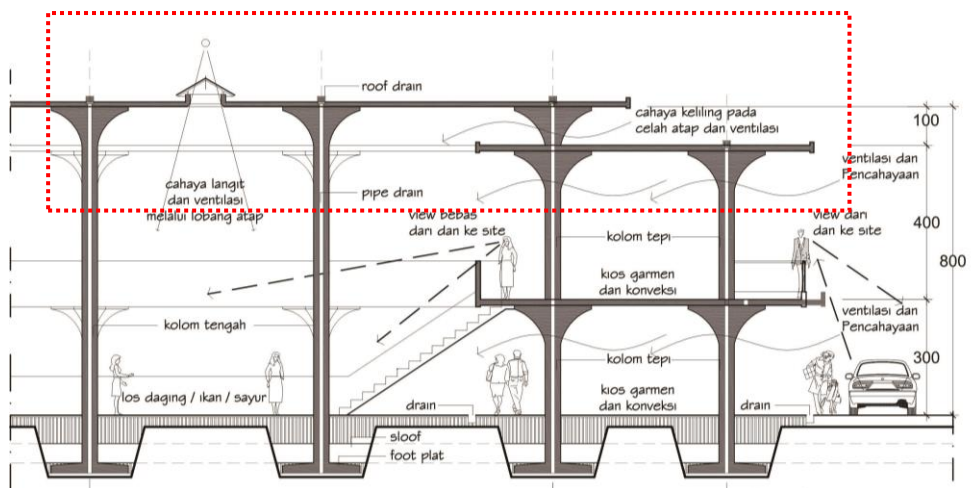 roof drain
cahaya keliling pada
celah atap dan ventilasi
100
ventilasi dan
Pencahayaan
cahaya langit
dan ventilasi
melalui lobang atap
pipe drain
view bebas
dari dan ke site
kolom tepi
view dari
dan ke site
400
800
kios garmen
dan konveksi
kolom tengah
ventilasi dan
Pencahayaan
kolom tepi
300
los daging / ikan / sayur
kios garmen
dan konveksi
drain
drain
sloof
foot plat